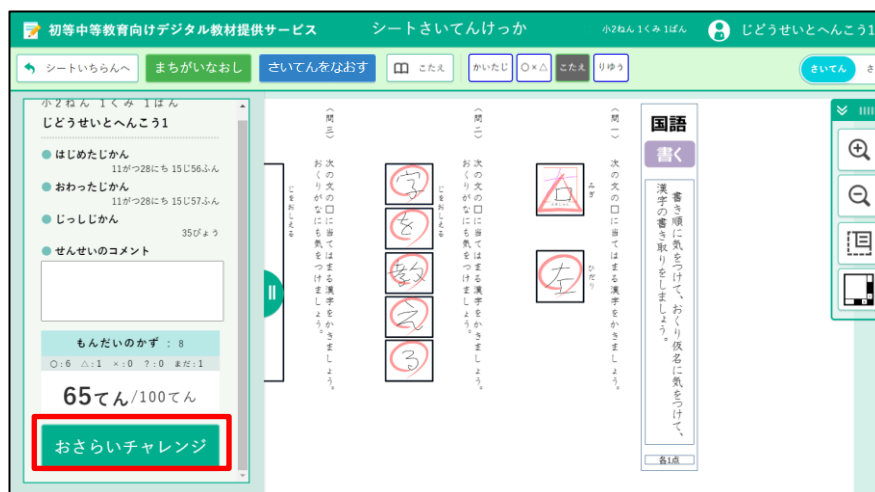 初等中等教育向けデジタル教材提供サービス
シートさいてんけっか
小2ねん 1くみ 1ばん
じどうせいとへんこう1
シートいちらんへ
まちがいなおし
さいてんをなおす
こたえ
かいたじ
○×△
こたえ
りゆう
さいてん
小2ねん 1くみ 1ばん
じどうせいとへんこう1
はじめたじかん
11がつ28にち 15じ56ふん
おわったじかん
11がつ28にち 15じ57ふん
じっしじかん
35びょう
せんせいのコメント
もんだいのかず : 8
○:6 △:1 ×:0 ?:0 まだ:1
65てん/100てん
おさらいチャレンジ
国語
書く
書き順に気をつけて、おくり仮名に気をつけて、
漢字の書き取りをしましょう。
各1点
(問一)
次の文の口に当てはまる漢字をかきましょう。
みぎ
右
ひだり
左
(問二)
次の文の口に当てはまる漢字をかきましょう。
おくりがなにも気をつけましょう。
じをおしえる
字を教える
(問三)
次の文の口に当てはまる漢字をかきましょう。
おくりがなにも気をつけましょう。
じをおしえる